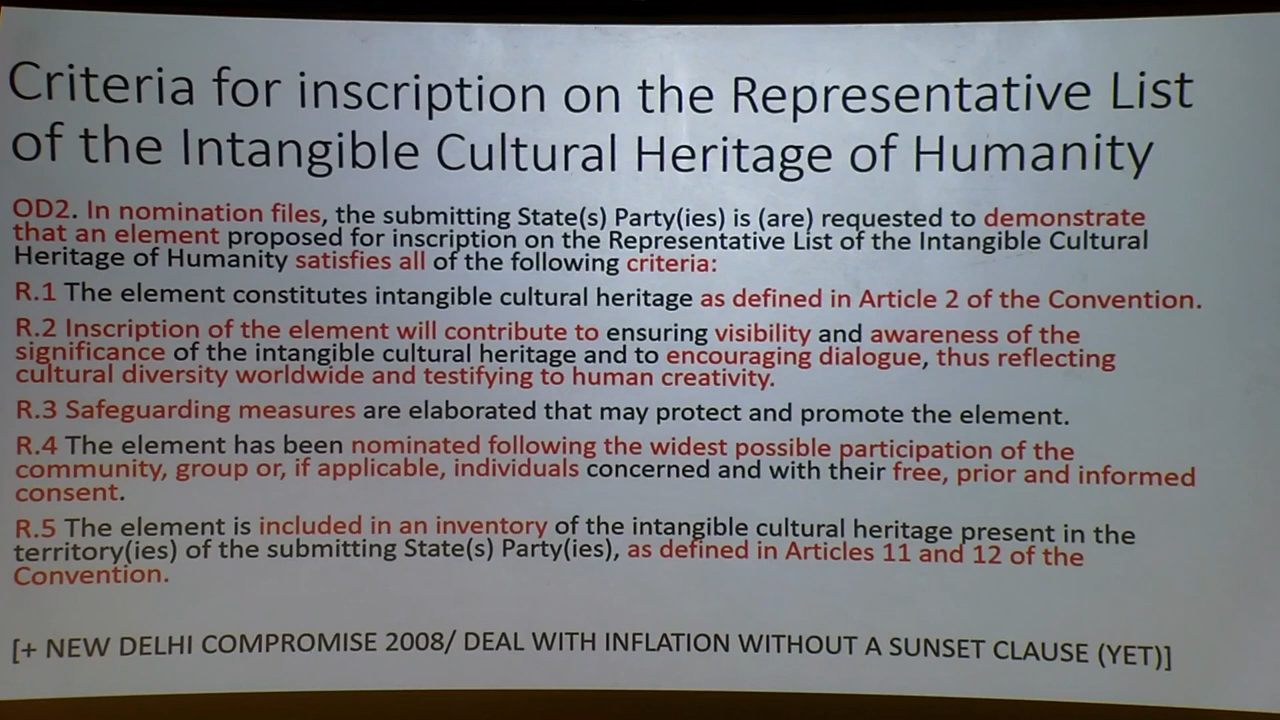 Criteria for inscription on the Representative List
of the Intangible Cultural Heritage of Humanity
OD2. In nomination files, the submitting State(s) Party(ies) is (are) requested to demonstrate
that an element proposed for inscription on the Representative List of the Intangible Cultural
Heritage of Humanity satisfies all of the following criteria:
R.1 The element constitutes intangible cultural heritage as defined in Article 2 of the Convention.
R.2 Inscription of the element will contribute to ensuring visibility and awareness of the
significance of the intangible cultural heritage and to encouraging dialogue, thus reflecting
cultural diversity worldwide and testifying to human creativity.
R.3 Safeguarding measures are elaborated that may protect and promote the element.
R.4 The element has been nominated following the widest possible participation of the
community, group or, if applicable, individuals concerned and with their free, prior and informed
consent.
R.5 The element is included in an inventory of the intangible cultural heritage present in the
territory(ies) of the submitting State(s) Party(ies), as defined in Articles 11 and 12 of the
Convention.
[+ NEW DELHI COMPROMISE 2008/ DEAL WITH INFLATION WITHOUT A SUNSET CLAUSE (YET)]